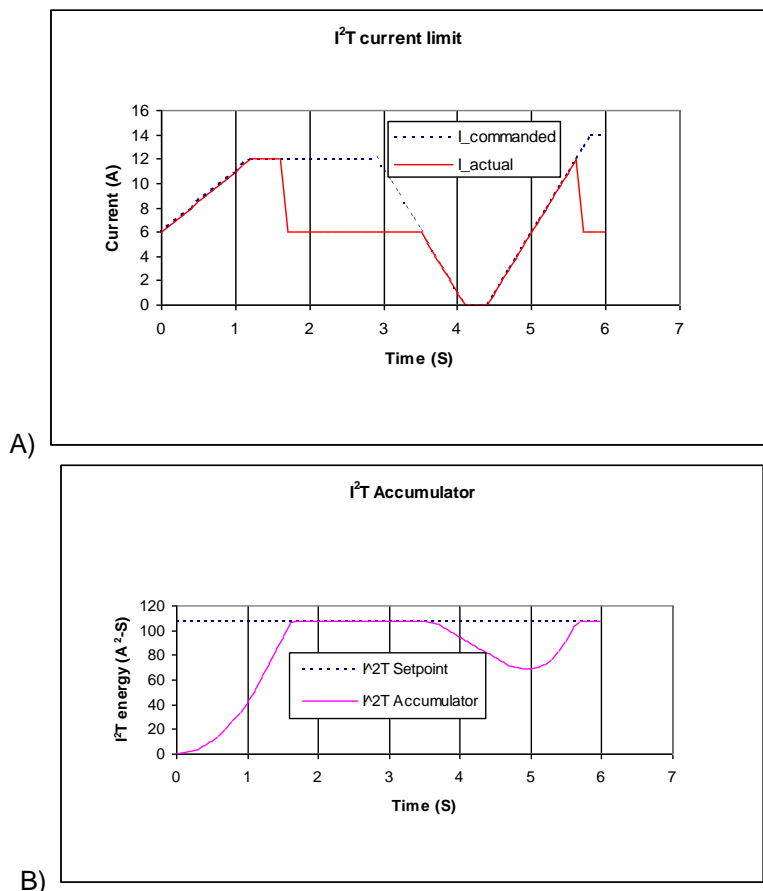 I²T current limit
16
14
12
10
8
6
4
2
0
Current (A)
I_commanded
I_actual
0 1 2 3 4 5 6 7
Time (S)
A)
I²T Accumulator
120
100
80
60
40
20
0
I²T energy (A²-S)
I^2T Setpoint
I^2T Accumulator
0 1 2 3 4 5 6 7
Time (S)
B)